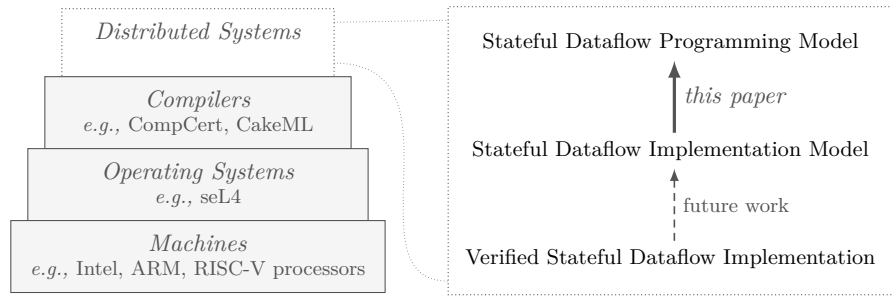 Distributed Systems
Compilers
e.g., CompCert, CakeML
Operating Systems
e.g., seL4
Machines
e.g., Intel, ARM, RISC-V processors
Stateful Dataflow Programming Model
this paper
Stateful Dataflow Implementation Model
future work
Verified Stateful Dataflow Implementation